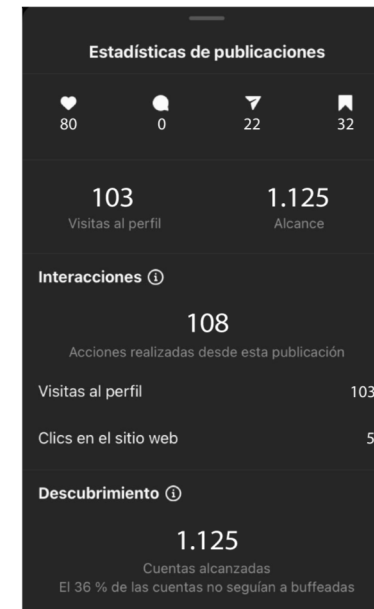 Estadísticas de publicaciones
80 0 22 32
103 1.125
Visitas al perfil Alcance
Interacciones
108
Acciones realizadas desde esta publicación
Visitas al perfil 103
Clics en el sitio web 5
Descubrimiento
1.125
Cuentas alcanzadas
El 36 % de las cuentas no seguían a buffeadas